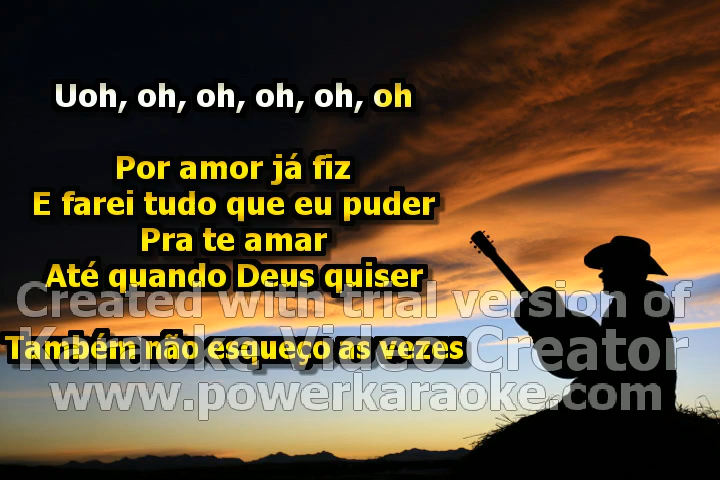 Uoh, oh, oh, oh, oh, oh
Por amor já fiz
E farei tudo que eu puder
Pra te amar
Até quando Deus quiser
Created with trial version of
Também não esqueço as vezes
Karaoke Video Creator
www.powerkaraoke.com